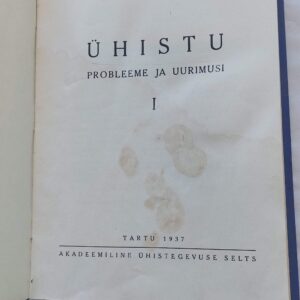 ÜHISTU
PROBLEEME JA UURIMUSI
I
TARTU 1937
AKADEEMILINE ÜHISTEGEVUSE SELTS